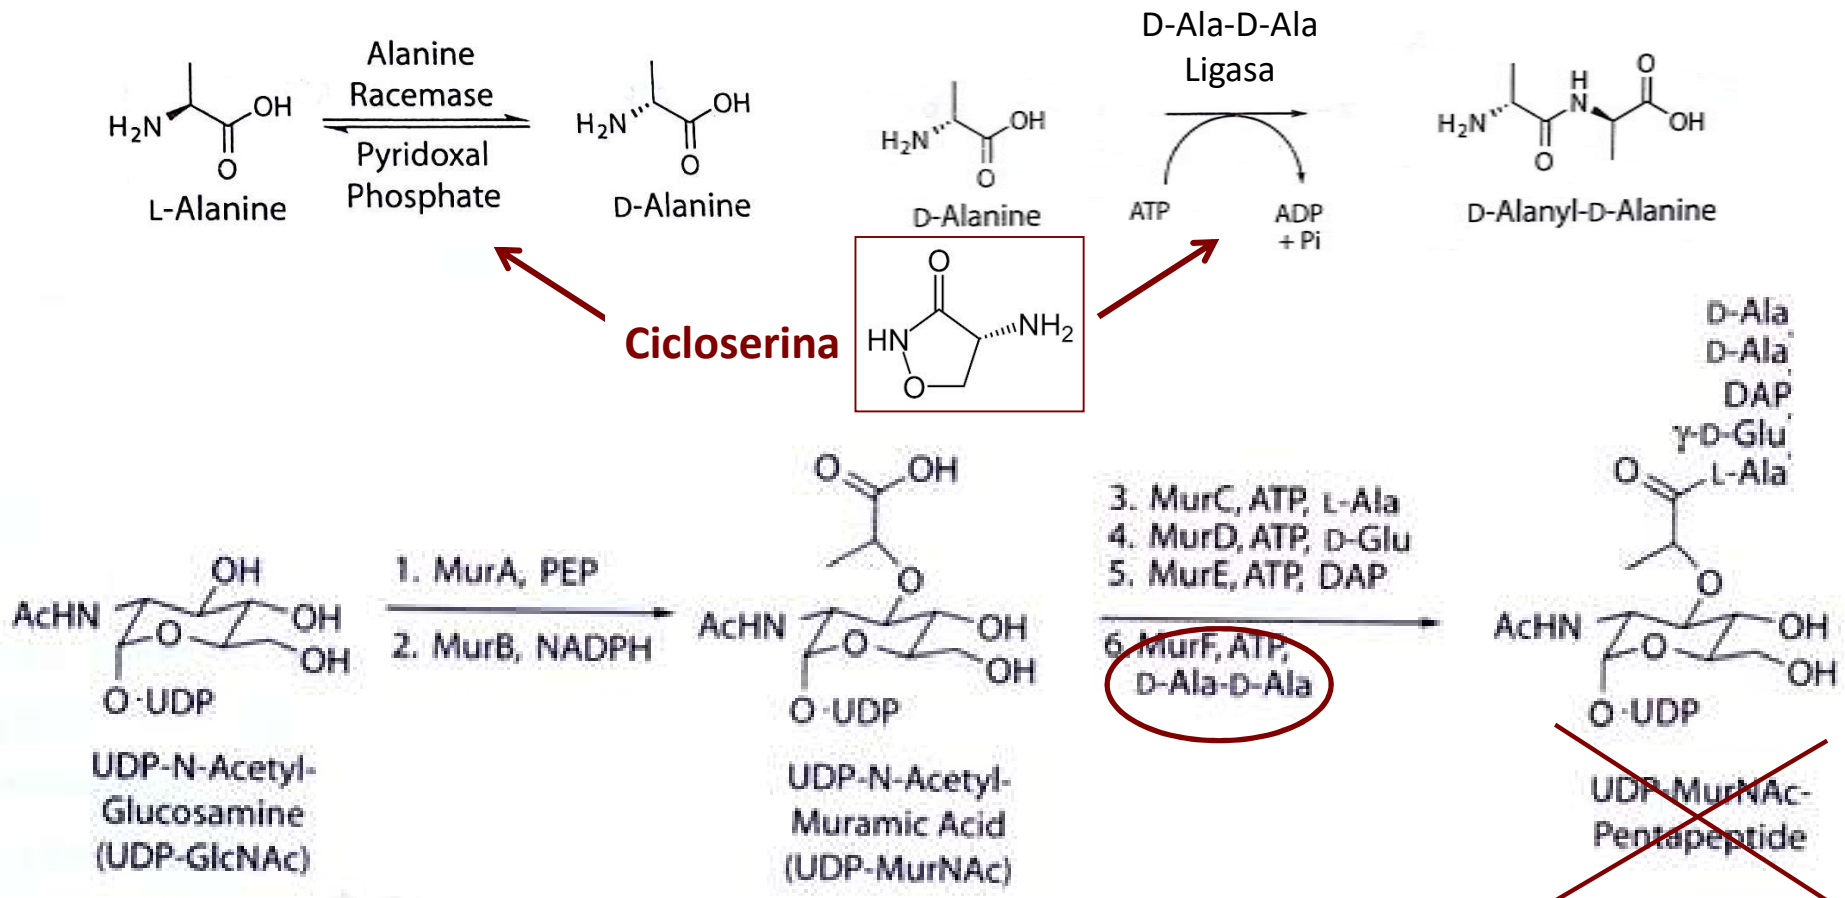 Alanine
Racemase
Pyridoxal
Phosphate
H₂N
OH
O
L-Alanine
H₂N
OH
O
D-Alanine
H₂N
OH
O
D-Alanine
D-Ala-D-Ala
Ligasa
ATP
ADP
+ Pi
H₂N
O
H
N
O
OH
D-Alanyl-D-Alanine
Cicloserina
O
HN
O
NH₂
OH
AcHN
O
OH
OH
O·UDP
UDP-N-Acetyl-
Glucosamine
(UDP-GlcNAc)
1. MurA, PEP
2. MurB, NADPH
O
OH
O
AcHN
O
OH
OH
O·UDP
UDP-N-Acetyl-
Muramic Acid
(UDP-MurNAc)
3. MurC, ATP, L-Ala
4. MurD, ATP, D-Glu
5. MurE, ATP, DAP
6. MurF, ATP,
D-Ala-D-Ala
D-Ala
D-Ala
DAP
γ-D-Glu
L-Ala
O
O
AcHN
O
OH
OH
O·UDP
UDP-MurNAc-
Pentapeptide